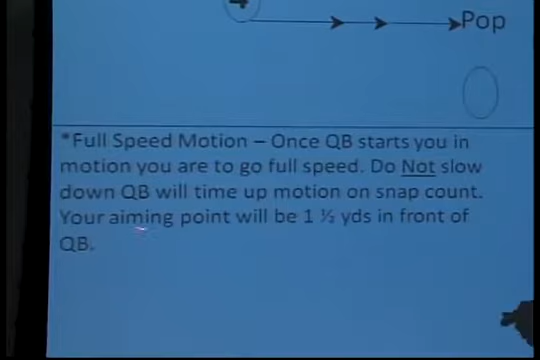 4
Pop
*Full Speed Motion – Once QB starts you in
motion you are to go full speed. Do Not slow
down QB will time up motion on snap count.
Your aiming point will be 1 ½ yds in front of
QB.